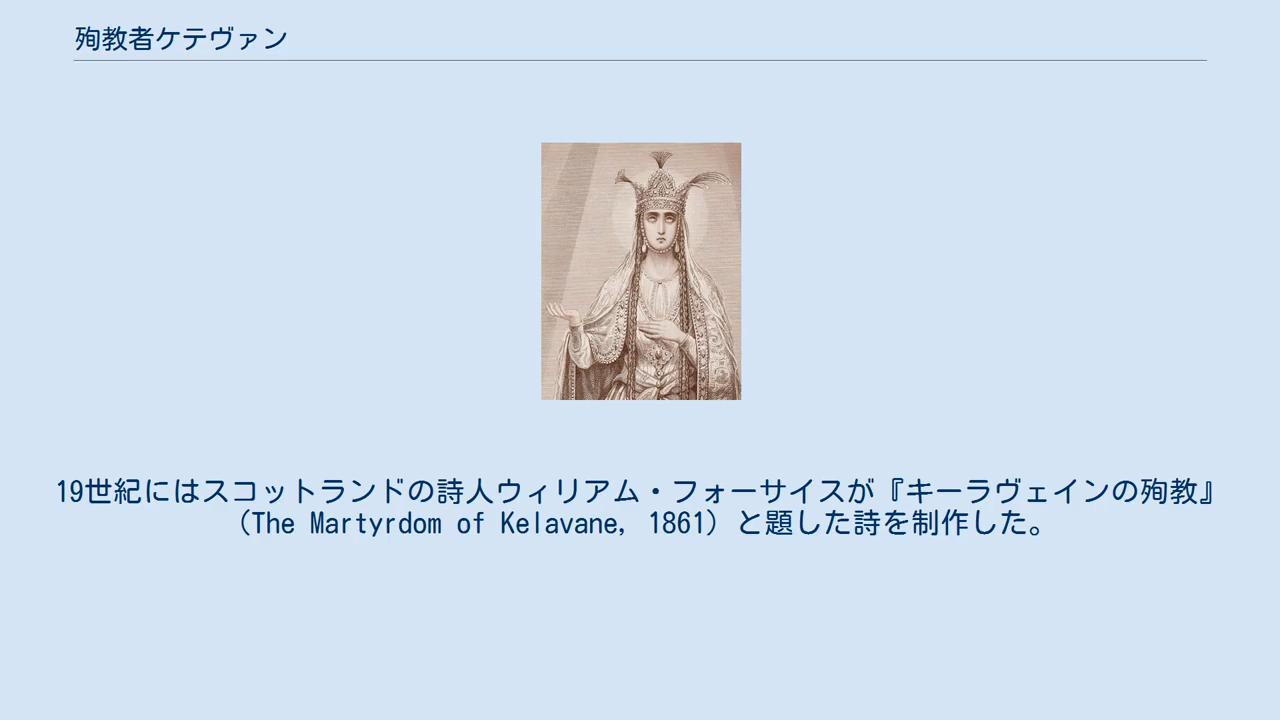 殉教者ケテヴァン
19世紀にはスコットランドの詩人ウィリアム・フォーサイスが『キーラヴェインの殉教』
（The Martyrdom of Kelavane, 1861）と題した詩を制作した。